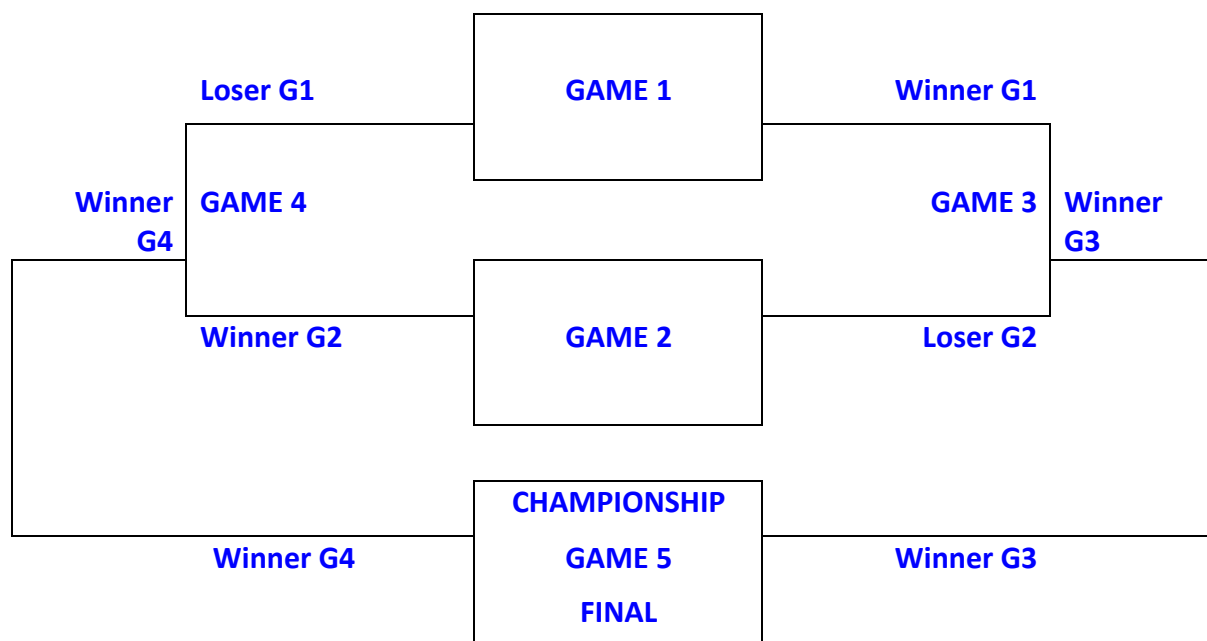 Loser G1
GAME 1
Winner G1
Winner
G4
GAME 4
GAME 3
Winner
G3
Winner G2
GAME 2
Loser G2
CHAMPIONSHIP
Winner G4
GAME 5
Winner G3
FINAL